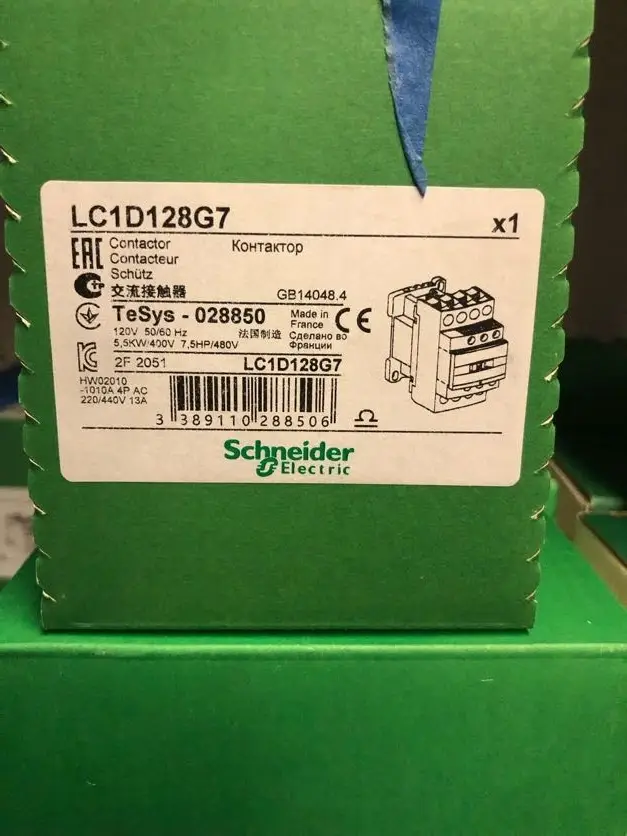 LC1D128G7 x1
EAC Contactor Контактор
Contacteur
Schütz
交流接触器 GB14048.4
TeSys - 028850 Made in France CE
120V 50/60 Hz 法国制造 Сделано во Франции
5,5KW/400V 7,5HP/480V
2F 2051 LC1D128G7
HW02010
-1010A 4P AC
220/440V 13A
3 389110 288506
Schneider
Electric